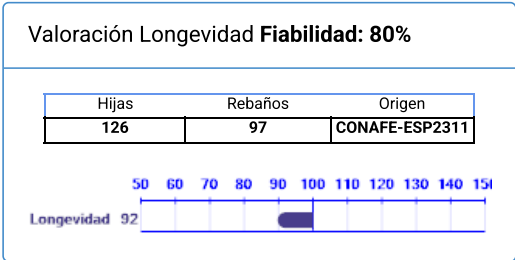 Valoración Longevidad Fiabilidad: 80%
Hijas Rebaños Origen
126 97 CONAFE-ESP2311
50 60 70 80 90 100 110 120 130 140
Longevidad 92